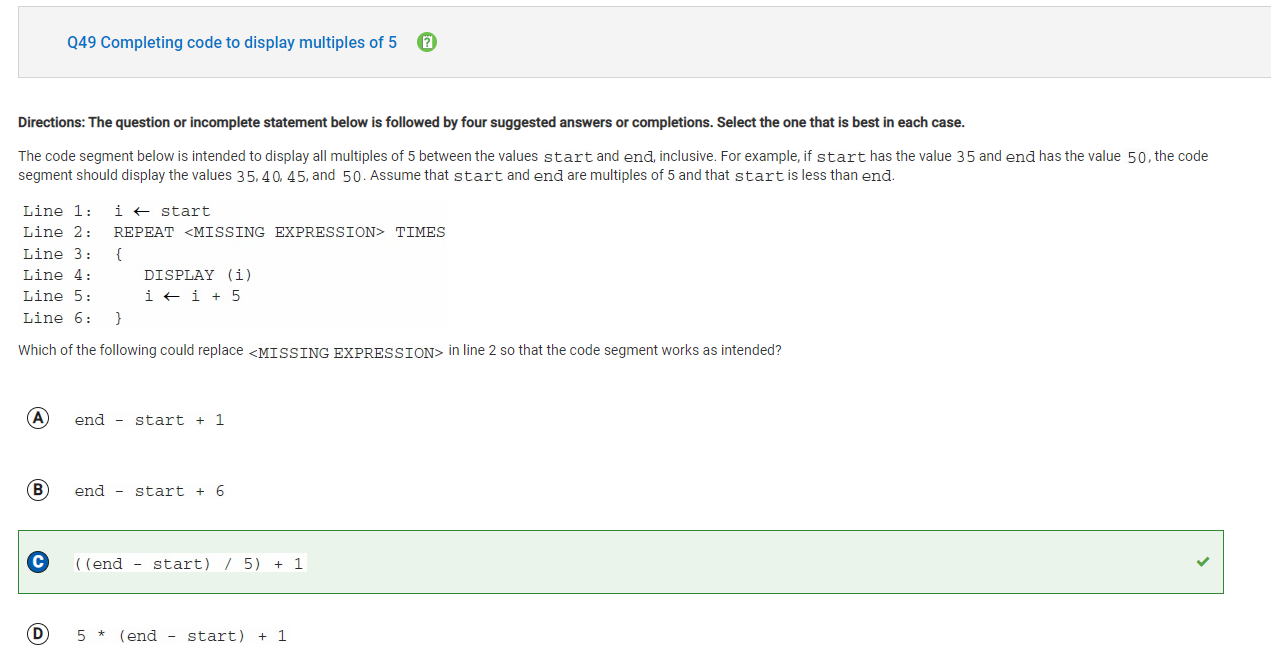 Q49 Completing code to display multiples of 5
Directions: The question or incomplete statement below is followed by four suggested answers or completions. Select the one that is best in each case.
The code segment below is intended to display all multiples of 5 between the values start and end, inclusive. For example, if start has the value 35 and end has the value 50, the code
segment should display the values 35, 40, 45, and 50. Assume that start and end are multiples of 5 and that start is less than end.
Line 1: i ← start
Line 2: REPEAT <MISSING EXPRESSION> TIMES
Line 3: {
Line 4: DISPLAY (i)
Line 5: i ← i + 5
Line 6: }
Which of the following could replace <MISSING EXPRESSION> in line 2 so that the code segment works as intended?
A end - start + 1
B end - start + 6
C ((end - start) / 5) + 1
D 5 * (end - start) + 1